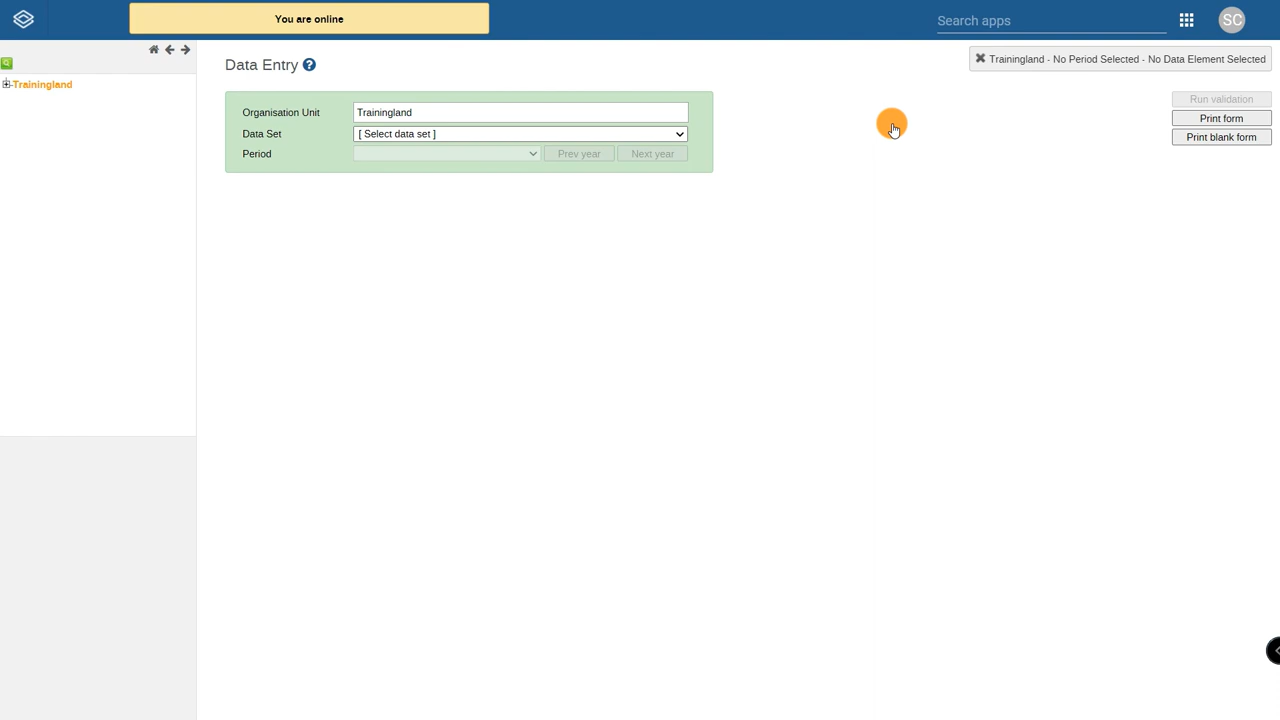 You are online
Search apps
SC
Trainingland
Data Entry ?
✖ Trainingland - No Period Selected - No Data Element Selected
Organisation Unit Trainingland
Data Set [ Select data set ]
Period Prev year Next year
Run validation
Print form
Print blank form